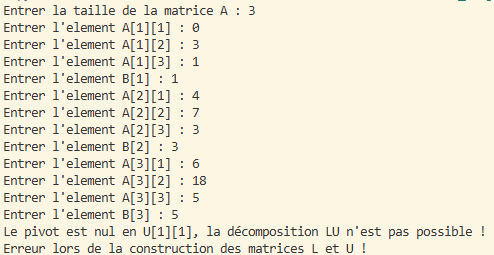 Entrer la taille de la matrice A : 3
Entrer l'element A[1][1] : 0
Entrer l'element A[1][2] : 3
Entrer l'element A[1][3] : 1
Entrer l'element B[1] : 1
Entrer l'element A[2][1] : 4
Entrer l'element A[2][2] : 7
Entrer l'element A[2][3] : 3
Entrer l'element B[2] : 3
Entrer l'element A[3][1] : 6
Entrer l'element A[3][2] : 18
Entrer l'element A[3][3] : 5
Entrer l'element B[3] : 5
Le pivot est nul en U[1][1], la décomposition LU n'est pas possible !
Erreur lors de la construction des matrices L et U !